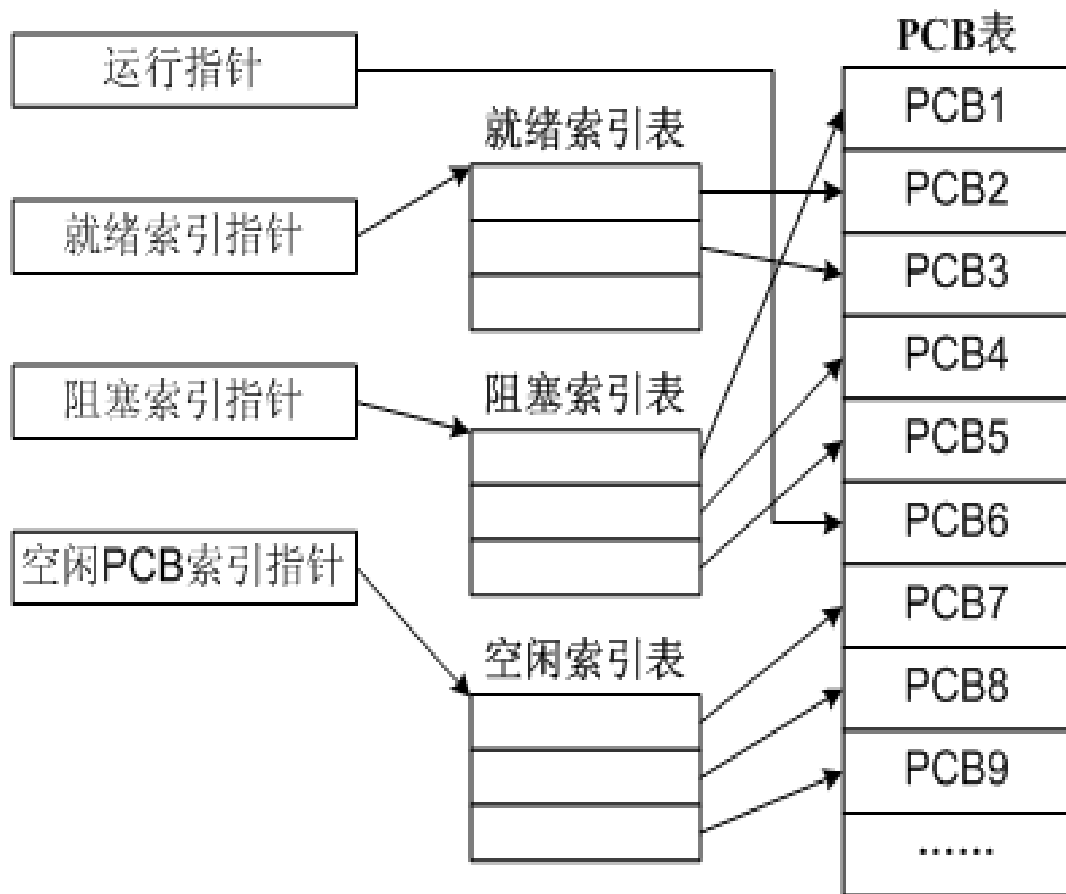 运行指针
就绪索引指针
阻塞索引指针
空闲PCB索引指针
就绪索引表
阻塞索引表
空闲索引表
PCB表
PCB1
PCB2
PCB3
PCB4
PCB5
PCB6
PCB7
PCB8
PCB9
……